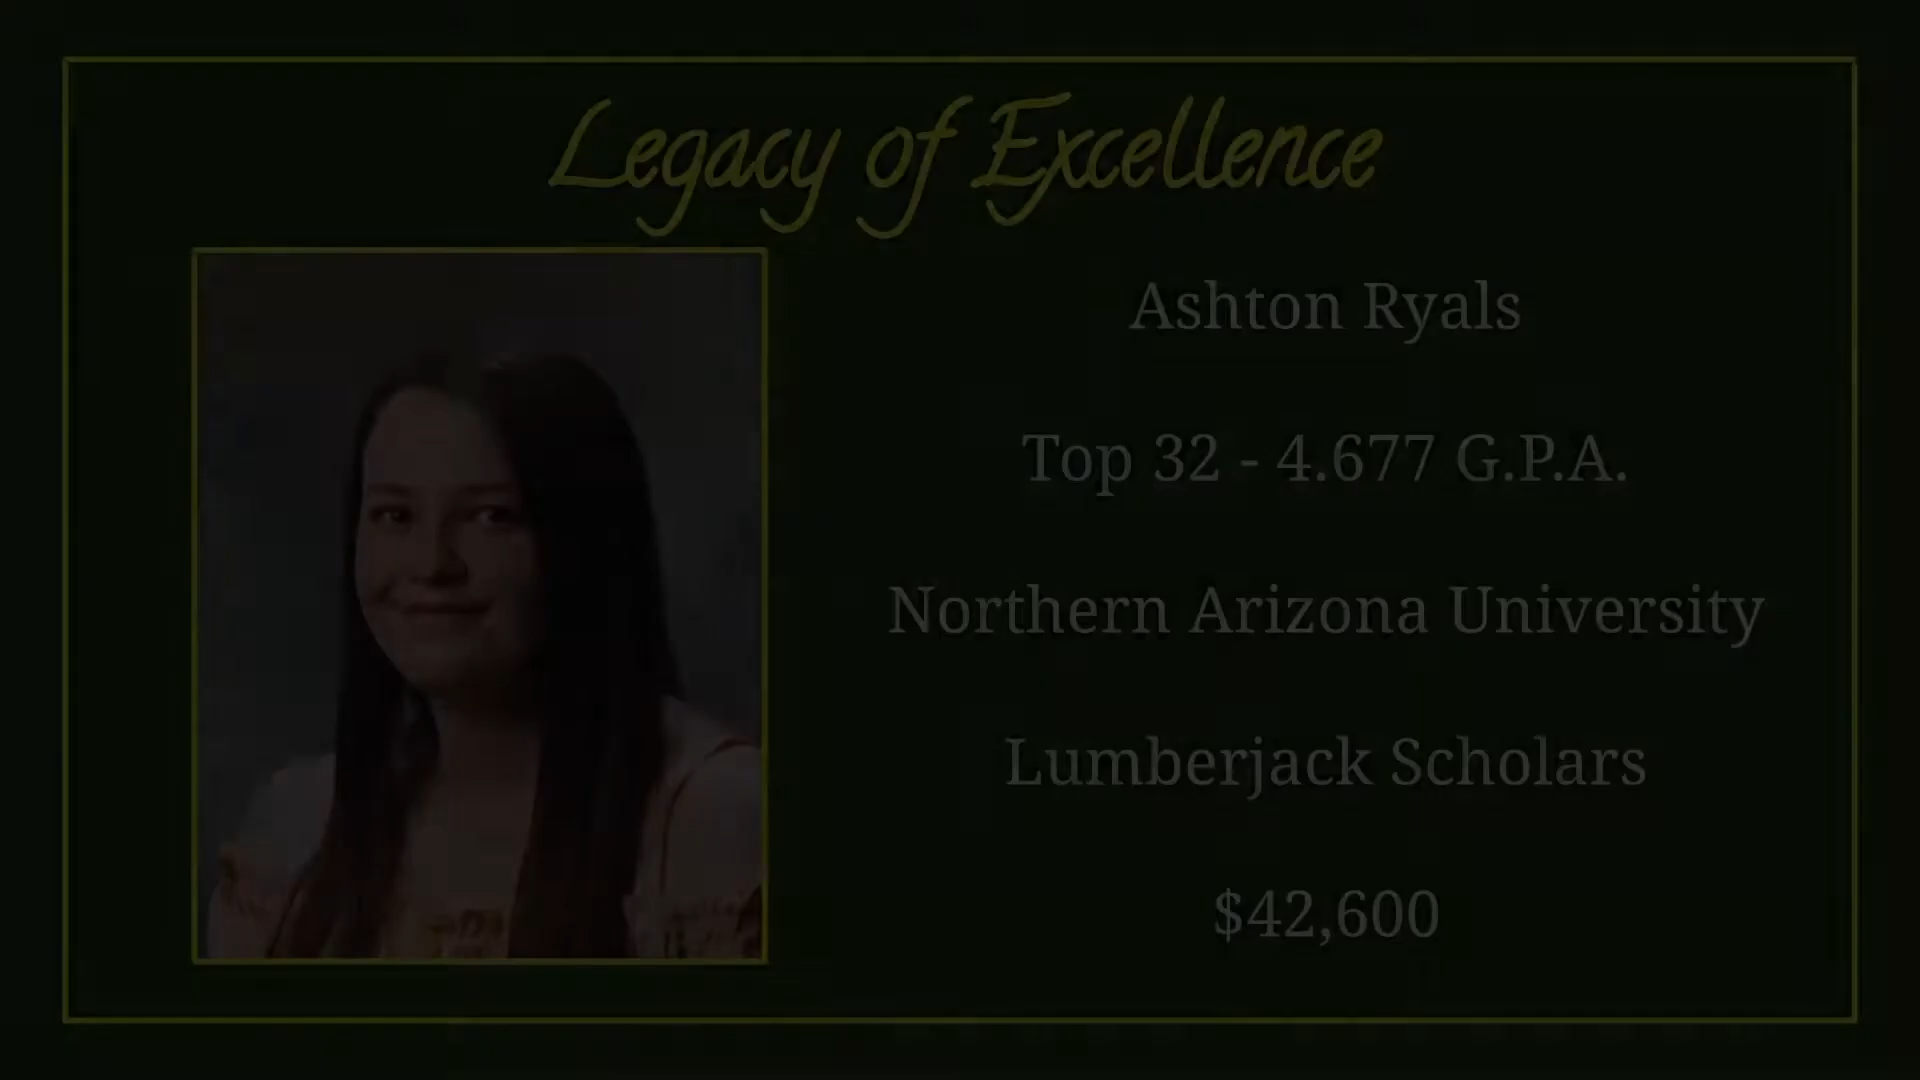 Legacy of Excellence
Ashton Ryals
Top 32 - 4.677 G.P.A.
Northern Arizona University
Lumberjack Scholars
$42,600